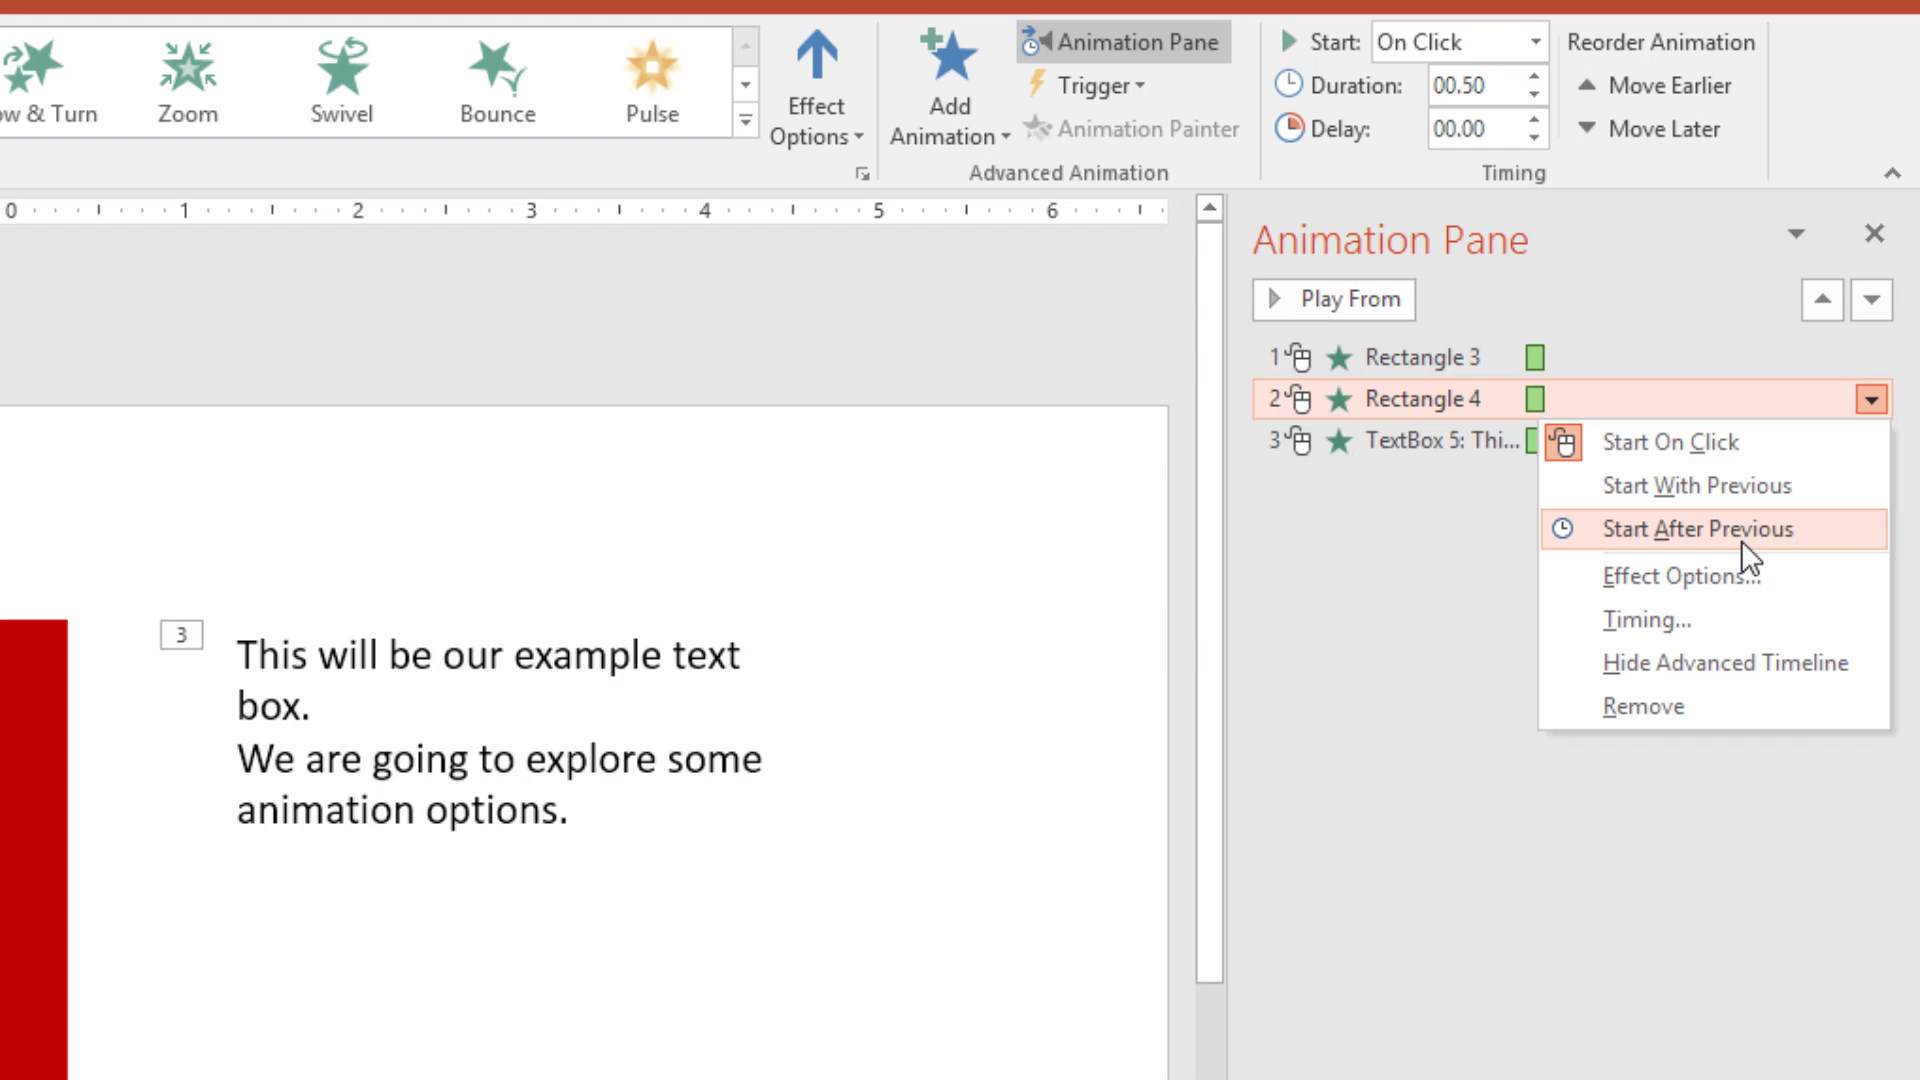 Start: On Click
Reorder Animation
Animation Pane
Trigger
Duration: 00.50
Move Earlier
& Turn
Zoom
Swivel
Bounce
Pulse
Effect
Options
Add
Animation
Animation Painter
Delay: 00.00
Move Later
Advanced Animation
Timing
0 1 2 3 4 5 6
Animation Pane
Play From
1 Rectangle 3
2 Rectangle 4
3 TextBox 5: Thi...
Start On Click
Start With Previous
Start After Previous
Effect Options...
Timing...
Hide Advanced Timeline
Remove
3
This will be our example text
box.
We are going to explore some
animation options.